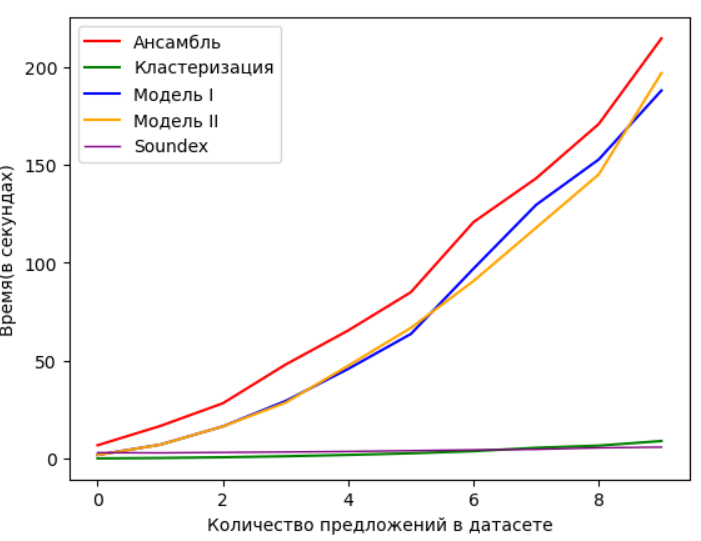 Ансамбль
Кластеризация
Модель I
Модель II
Soundex
200
150
100
50
0
Время(в секундах)
0 2 4 6 8
Количество предложений в датасете